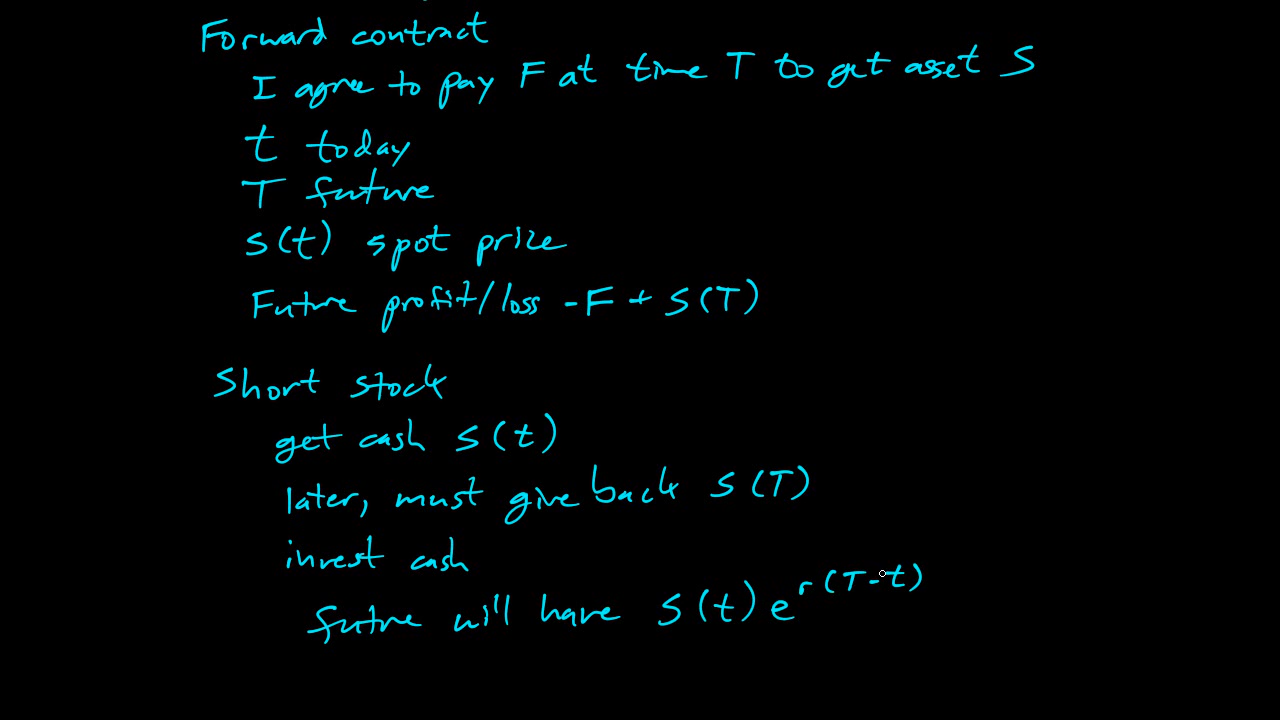 Forward contract
I agree to pay F at time T to get asset S
t today
T future
S(t) spot price
Future profit/loss -F + S(T)
Short stock
get cash S(t)
later, must give back S(T)
invest cash
future will have S(t) e^r(T-t)